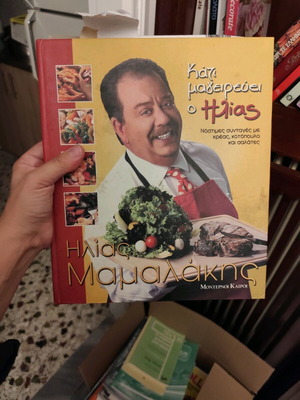 Κάτι
μαγειρεύει
ο Ηλίας
Νόστιμες συνταγές με
κρέας, κοτόπουλο
και σαλάτες
Ηλίας
Μαμαλάκης
ΜΟΝΤΕΡΝΟΙ ΚΑΙΡΟΙ